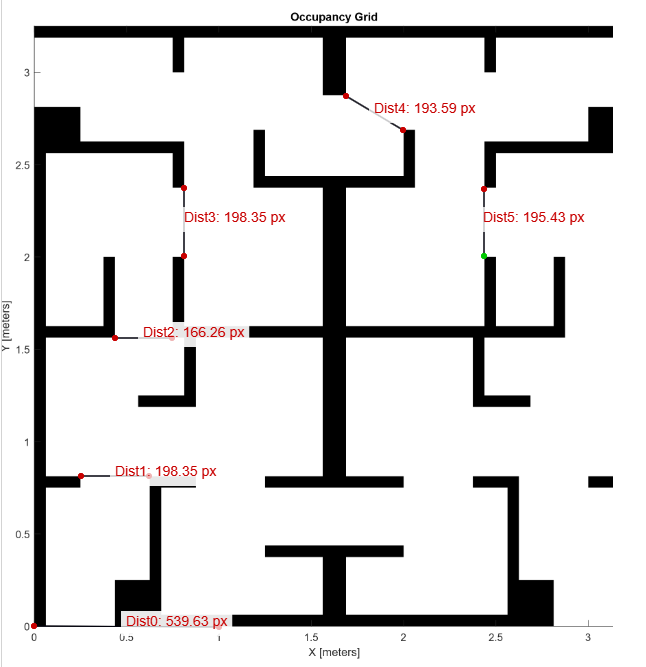 Occupancy Grid
3
Dist4: 193.59 px
2.5
Dist3: 198.35 px
Dist5: 195.43 px
2
Y [meters]
Dist2: 166.26 px
1.5
1
Dist1: 198.35 px
0.5
Dist0: 539.63 px
0
0
0.5
1
1.5
2
2.5
3
X [meters]